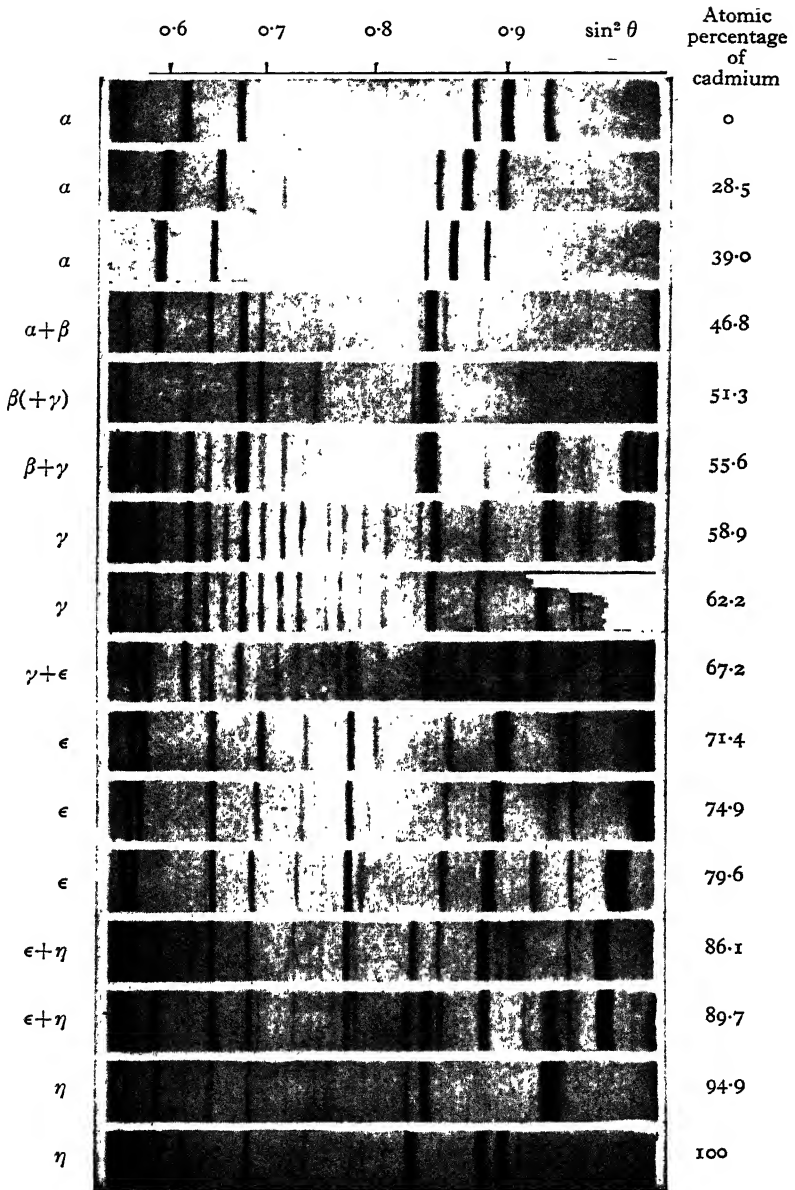 0·6 0·7 0·8 0·9 sin² θ
Atomic
percentage
of
cadmium
α 0
α 28·5
α 39·0
α+β 46·8
β(+γ) 51·3
β+γ 55·6
γ 58·9
γ 62·2
γ+ϵ 67·2
ϵ 71·4
ϵ 74·9
ϵ 79·6
ϵ+η 86·1
ϵ+η 89·7
η 94·9
η 100